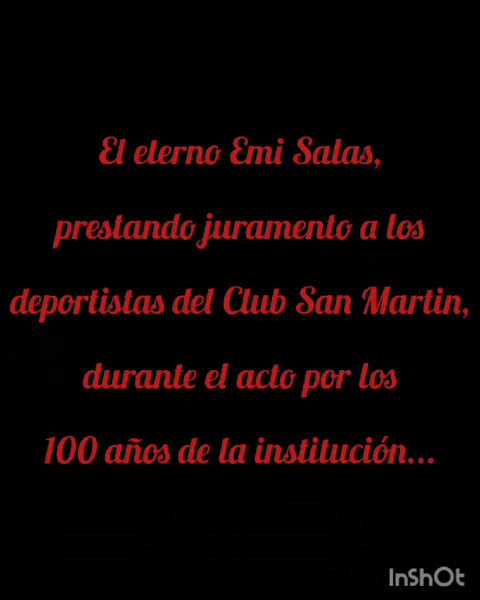 El eterno Emi Salas,
prestando juramento a los
deportistas del Club San Martin,
durante el acto por los
100 años de la institución...
InShOt